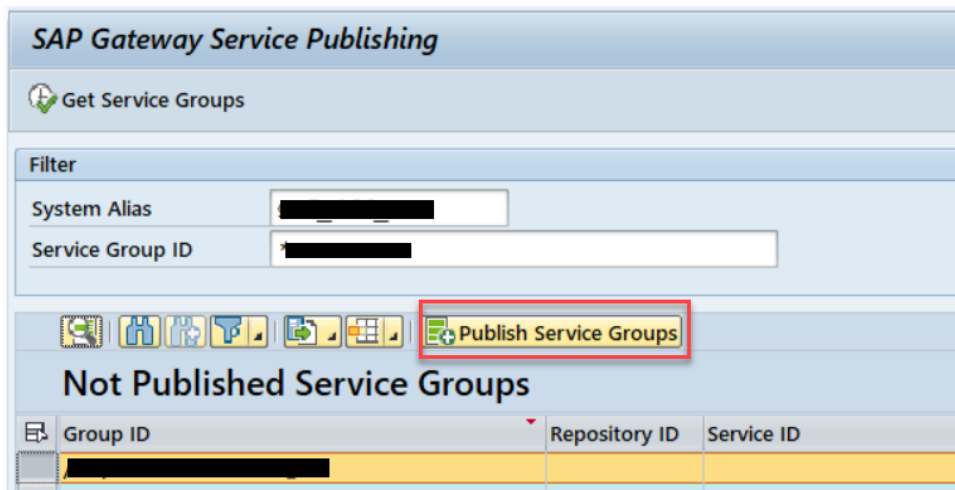 SAP Gateway Service Publishing
Get Service Groups
Filter
System Alias
Service Group ID
*
Publish Service Groups
Not Published Service Groups
Group ID Repository ID Service ID